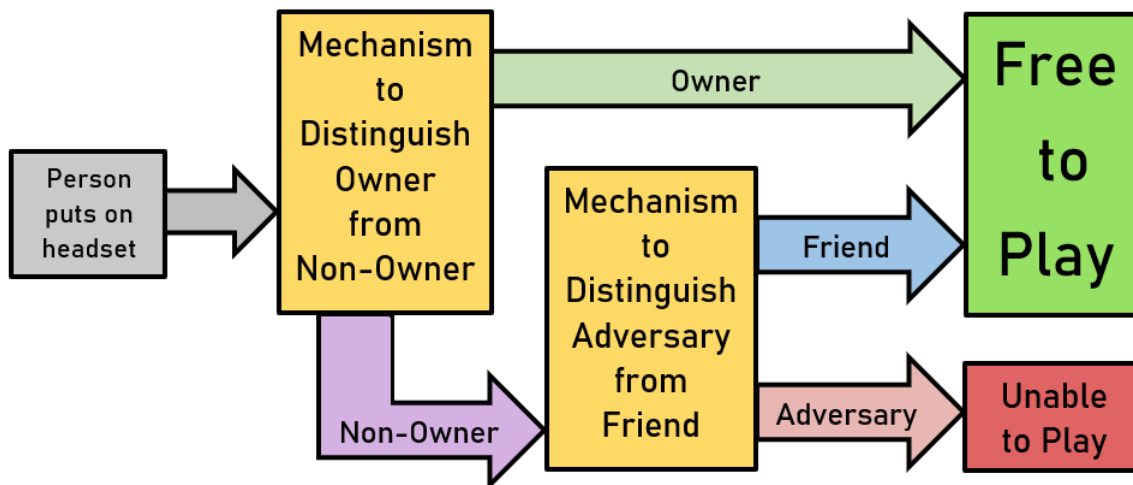 Person
puts on
headset
Mechanism
to
Distinguish
Owner
from
Non-Owner
Owner
Non-Owner
Mechanism
to
Distinguish
Adversary
from
Friend
Friend
Adversary
Free
to
Play
Unable
to Play